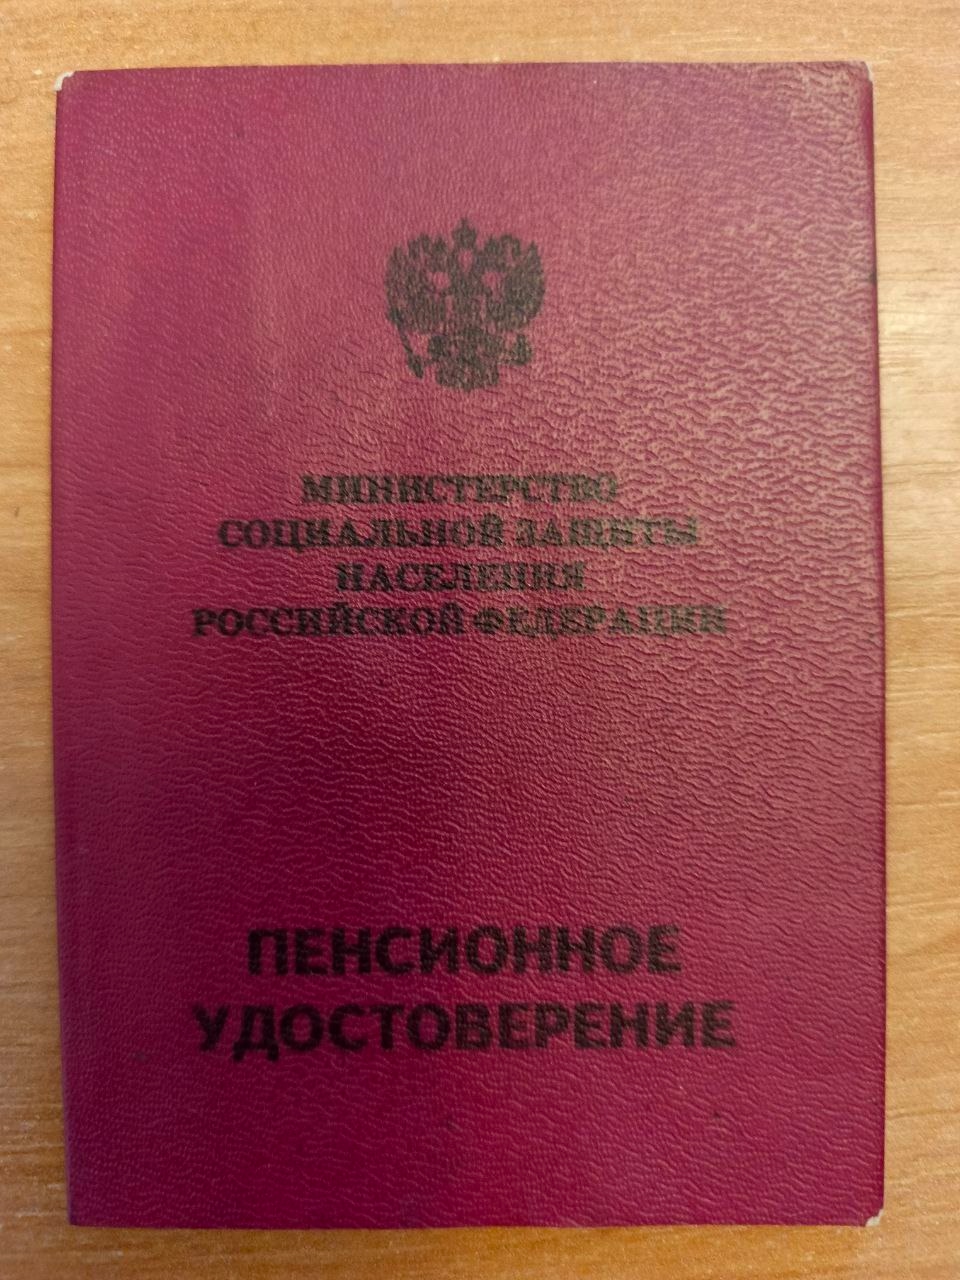 МИНИСТЕРСТВО
СОЦИАЛЬНОЙ ЗАЩИТЫ
НАСЕЛЕНИЯ
РОССИЙСКОЙ ФЕДЕРАЦИИ
ПЕНСИОННОЕ
УДОСТОВЕРЕНИЕ